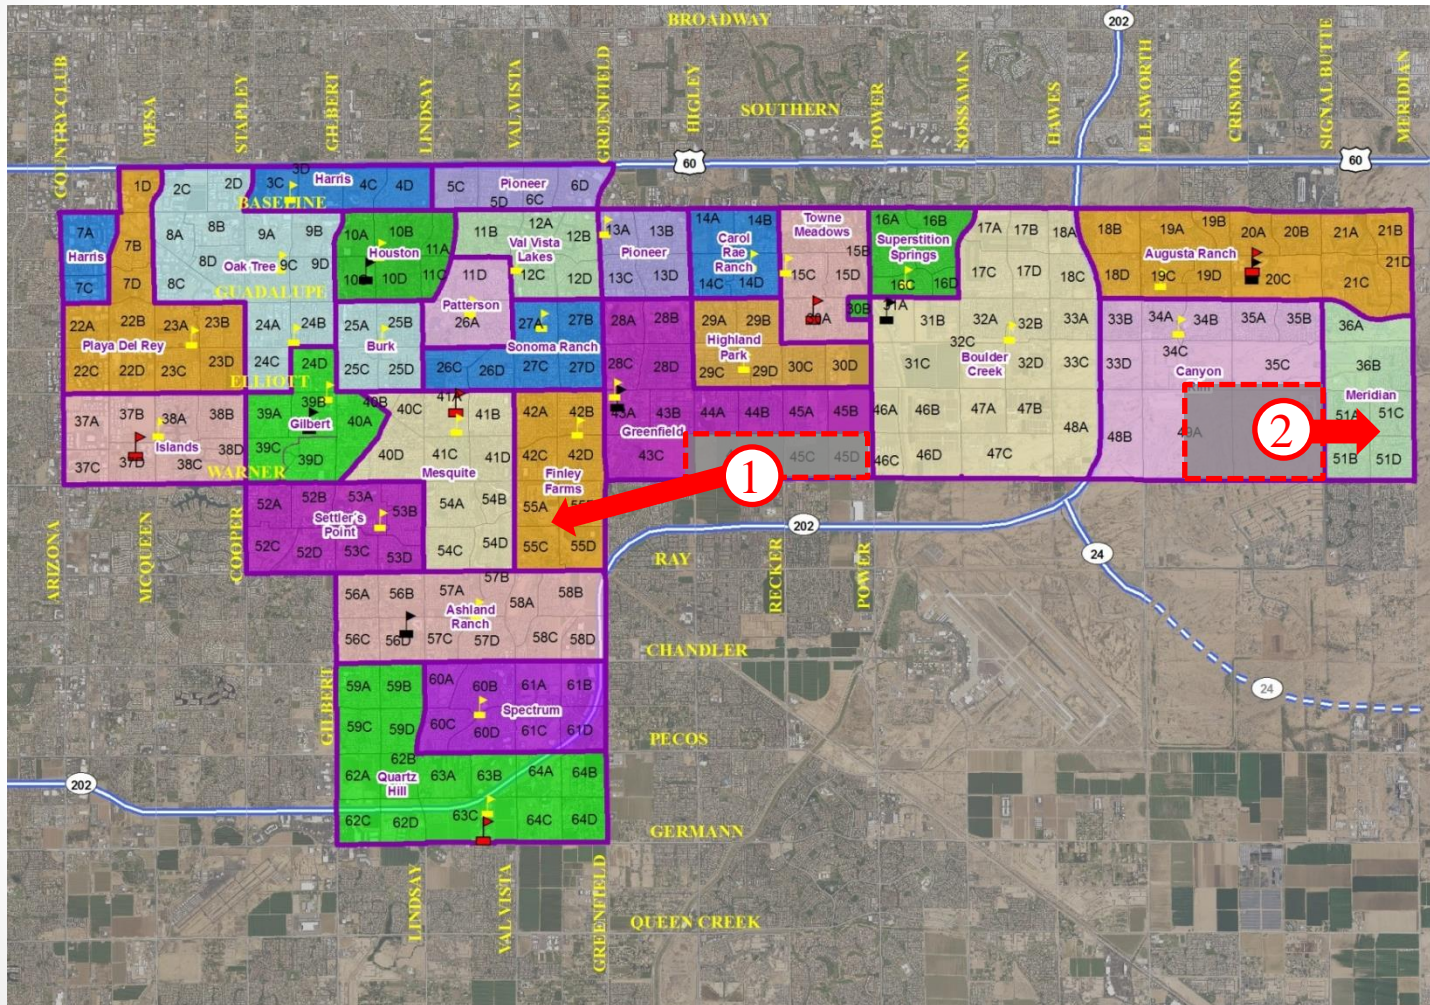 BROADWAY
202
COUNTRY CLUB
MESA
STAPLEY
GILBERT
LINDSAY
VAL VISTA
GREENFIELD
HIGLEY
SOUTHERN
POWER
SOSSAMAN
HAWES
ELLSWORTH
CRISMON
SIGNAL BUTTE
MERIDIAN
60
60
1D
2C
2D
3C
3D
Harris
4C
4D
5C
5D
Pioneer
6C
6D
BASELINE
7A
Harris
7C
7B
7D
8A
8B
8D
8C
9A
9B
Oak Tree
9C
9D
10A
10B
Houston
10D
11A
11C
11B
12A
Val Vista
Lakes
12B
12C
12D
13A
13B
Pioneer
13C
13D
14A
14B
Carol
Rae
Ranch
14C
14D
Towne
Meadows
15B
15C
15D
16A
16B
Superstition
Springs
16C
16D
17A
17B
17C
17D
18A
18C
18B
18D
19A
19B
Augusta Ranch
19C
19D
20A
20B
20C
21A
21B
21C
21D
GUADALUPE
11D
Patterson
26A
22A
22B
23A
23B
Playa Del Rey
22C
22D
23C
23D
24A
24B
24C
24D
25A
25B
Burk
25C
25D
26C
26D
27A
27B
Sonoma Ranch
27C
27D
28A
28B
28C
28D
29A
29B
Highland
Park
29C
29D
30B
30C
30D
31A
31B
31C
32A
32B
32C
Boulder
Creek
32D
33A
33C
33B
33D
34A
34B
34C
Canyon
35A
35B
35C
36A
36B
Meridian
ELLIOTT
37A
37B
38A
38B
Islands
37C
37D
38C
38D
39A
39B
Gilbert
39C
39D
40A
40B
40C
40D
41A
41B
41C
41D
Mesquite
42A
42B
42C
42D
Finley
Farms
43A
43B
Greenfield
43C
44A
44B
45A
45B
45C
45D
46A
46B
46C
46D
47A
47B
47C
48A
48B
49A
51A
51C
51B
51D
1
2
WARNER
52A
52B
53A
53B
Settler's
Point
52C
52D
53C
53D
54A
54B
54C
54D
55A
55C
55D
202
24
24
ARIZONA
MCQUEEN
COOPER
RAY
RECKER
POWER
56A
56B
57A
57B
58A
58B
Ashland
Ranch
56C
56D
57C
57D
58C
58D
CHANDLER
59A
59B
60A
60B
61A
61B
Spectrum
59C
59D
60C
60D
61C
61D
GILBERT
PECOS
202
62A
62B
63A
63B
64A
64B
Quartz
Hill
62C
62D
63C
64C
64D
GERMANN
LINDSAY
VAL VISTA
GREENFIELD
QUEEN CREEK